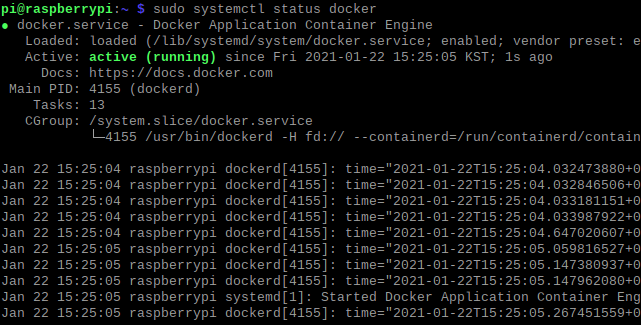 pi@raspberrypi:~ $ sudo systemctl status docker
● docker.service - Docker Application Container Engine
Loaded: loaded (/lib/systemd/system/docker.service; enabled; vendor preset: e
Active: active (running) since Fri 2021-01-22 15:25:05 KST; 1s ago
Docs: https://docs.docker.com
Main PID: 4155 (dockerd)
Tasks: 13
CGroup: /system.slice/docker.service
└─4155 /usr/bin/dockerd -H fd:// --containerd=/run/containerd/contain
Jan 22 15:25:04 raspberrypi dockerd[4155]: time="2021-01-22T15:25:04.032473880+0
Jan 22 15:25:04 raspberrypi dockerd[4155]: time="2021-01-22T15:25:04.032846506+0
Jan 22 15:25:04 raspberrypi dockerd[4155]: time="2021-01-22T15:25:04.033181151+0
Jan 22 15:25:04 raspberrypi dockerd[4155]: time="2021-01-22T15:25:04.033987922+0
Jan 22 15:25:04 raspberrypi dockerd[4155]: time="2021-01-22T15:25:04.647020607+0
Jan 22 15:25:05 raspberrypi dockerd[4155]: time="2021-01-22T15:25:05.059816527+0
Jan 22 15:25:05 raspberrypi dockerd[4155]: time="2021-01-22T15:25:05.147380937+0
Jan 22 15:25:05 raspberrypi dockerd[4155]: time="2021-01-22T15:25:05.147962080+0
Jan 22 15:25:05 raspberrypi systemd[1]: Started Docker Application Container Eng
Jan 22 15:25:05 raspberrypi dockerd[4155]: time="2021-01-22T15:25:05.267451559+0